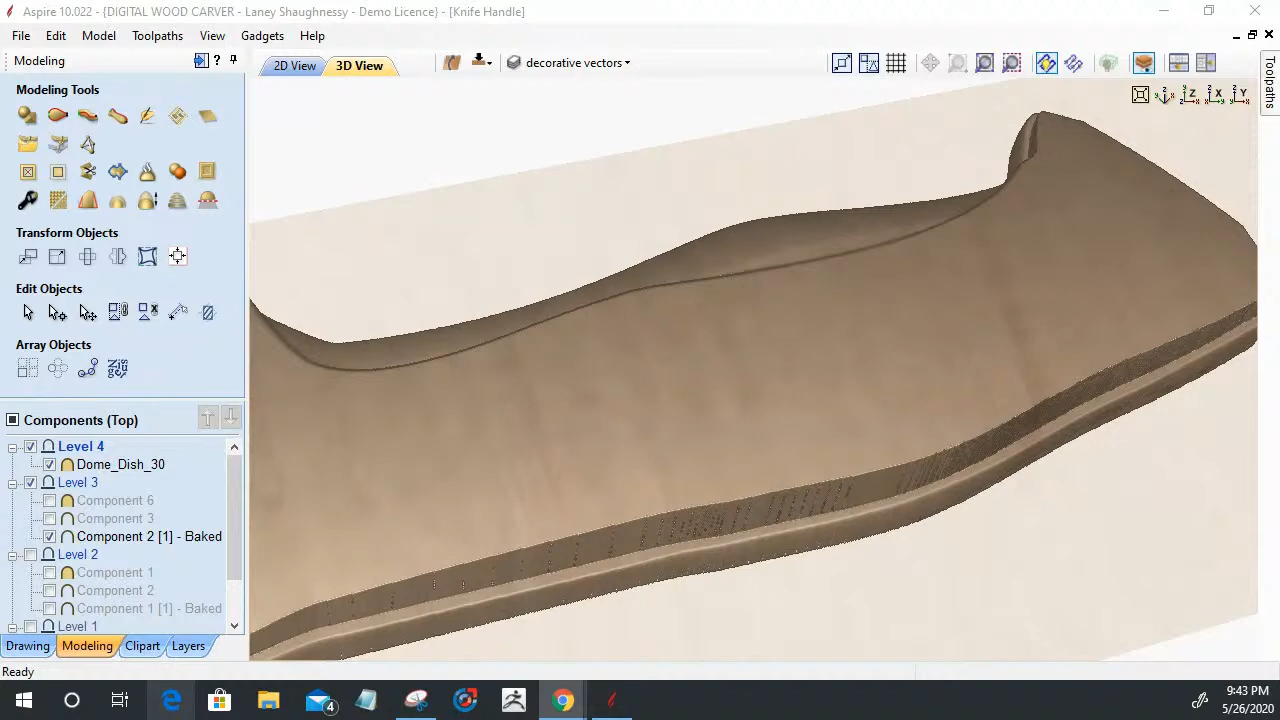 Aspire 10.022 - {DIGITAL WOOD CARVER - Laney Shaughnessy - Demo Licence} - [Knife Handle]
File Edit Model Toolpaths View Gadgets Help
Modeling
2D View 3D View decorative vectors
Toolpaths
Z X Y
Modeling Tools
Transform Objects
Edit Objects
Array Objects
Components (Top)
Level 4
Dome_Dish_30
Level 3
Component 6
Component 3
Component 2 [1] - Baked
Level 2
Component 1
Component 2
Component 1 [1] - Baked
Level 1
Drawing Modeling Clipart Layers
Ready
4
9:43 PM
5/26/2020